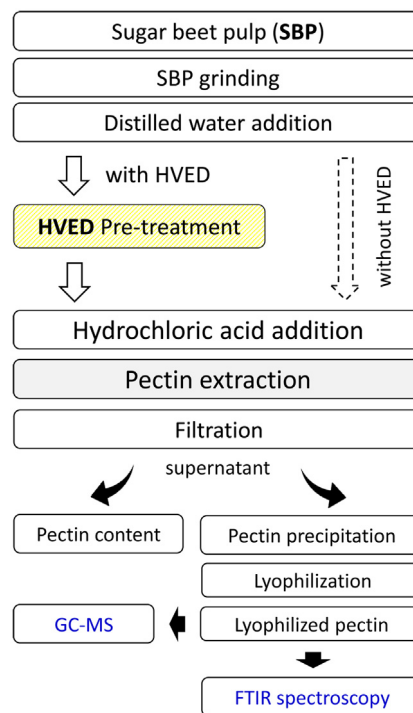 Sugar beet pulp (SBP)
SBP grinding
Distilled water addition
with HVED
without HVED
HVED Pre-treatment
Hydrochloric acid addition
Pectin extraction
Filtration
supernatant
Pectin content
Pectin precipitation
Lyophilization
GC-MS
Lyophilized pectin
FTIR spectroscopy